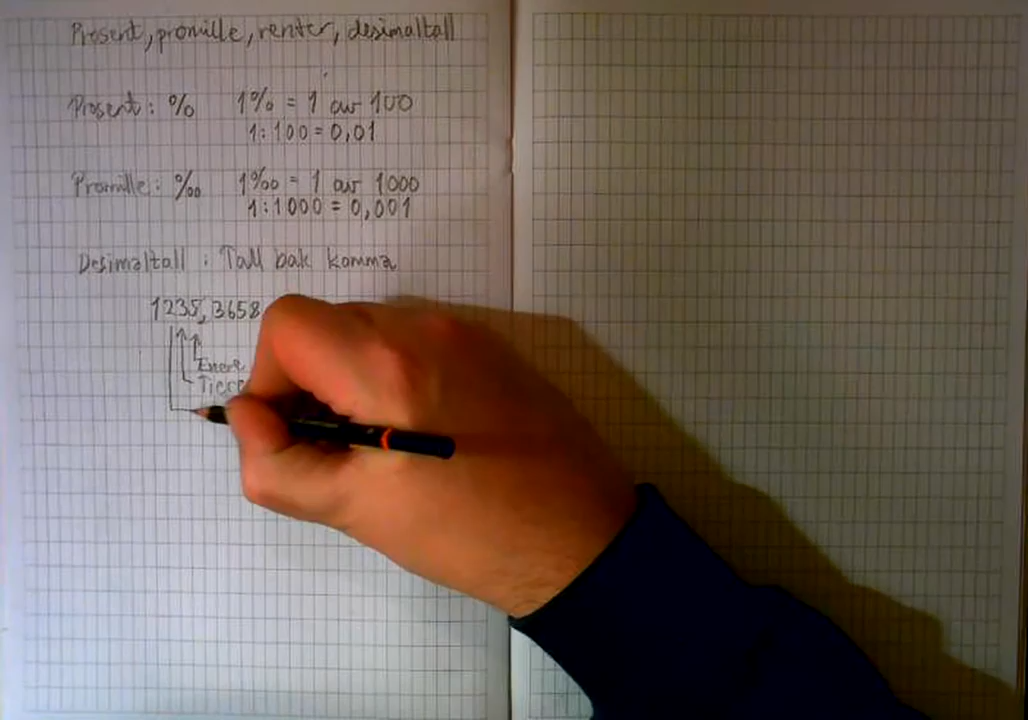 Prosent, promille, renter, desimaltall
Prosent: % 1% = 1 av 100
1:100 = 0,01
Promille: ‰ 1‰ = 1 av 1000
1:1000 = 0,001
Desimaltall : Tall bak komma
1235,3658
Enere
Tiere